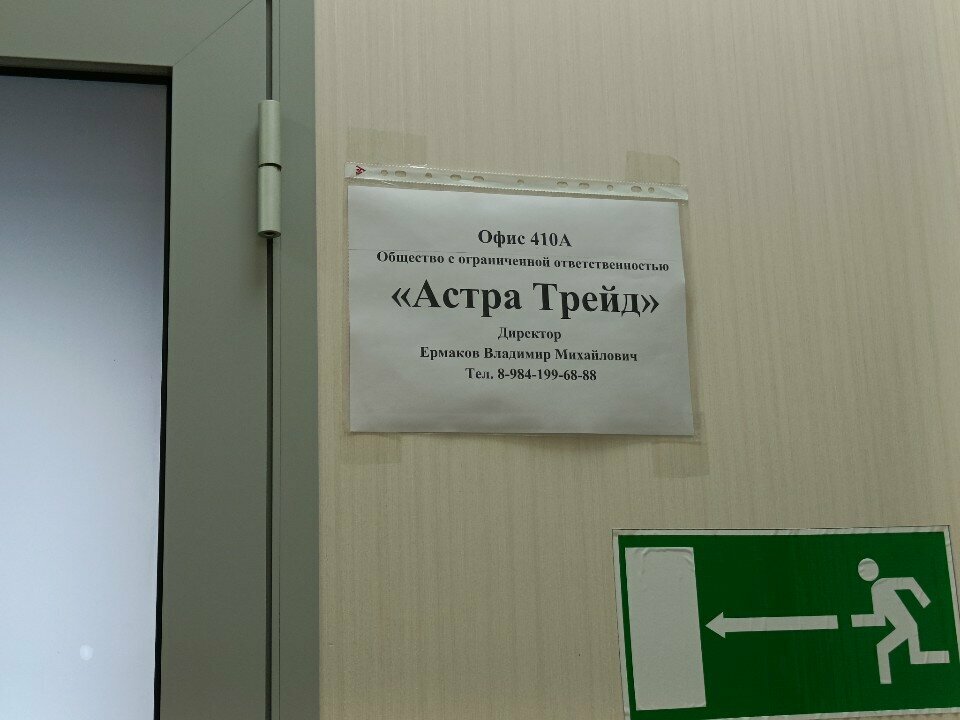 Офис 410А
Общество с ограниченной ответственностью
«Астра Трейд»
Директор
Ермаков Владимир Михайлович
Тел. 8-984-199-68-88